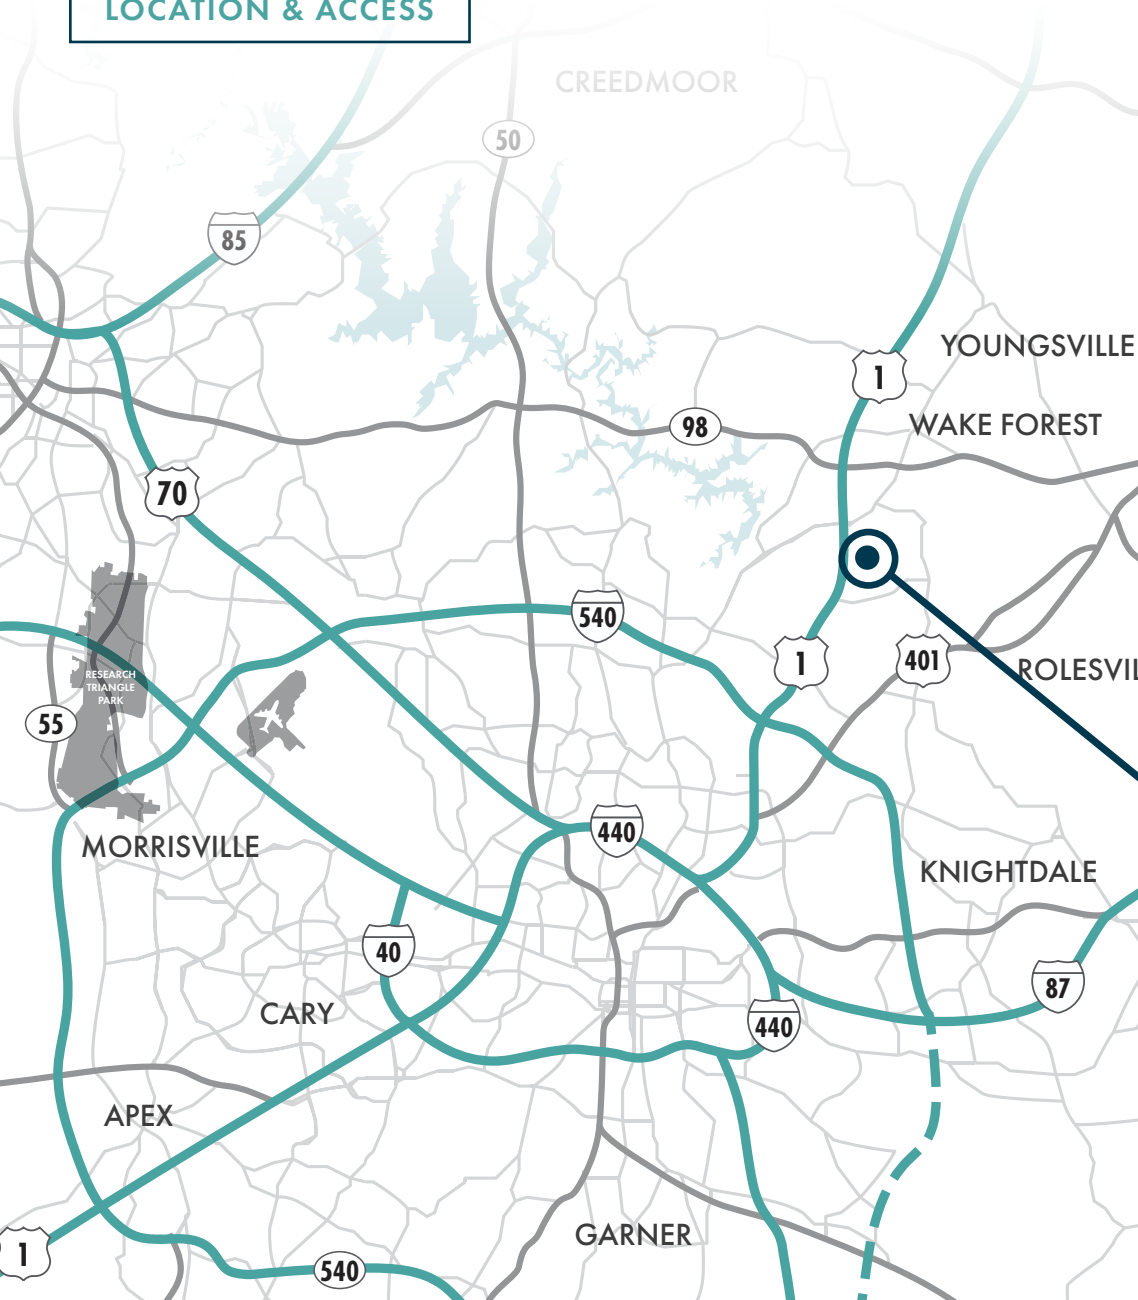 LOCATION & ACCESS
CREEDMOOR
50
85
YOUNGSVILLE
1
WAKE FOREST
98
70
540
1
401
ROLESVIL
RESEARCH
TRIANGLE
PARK
55
440
MORRISVILLE
KNIGHTDALE
40
87
CARY
440
APEX
GARNER
1
540